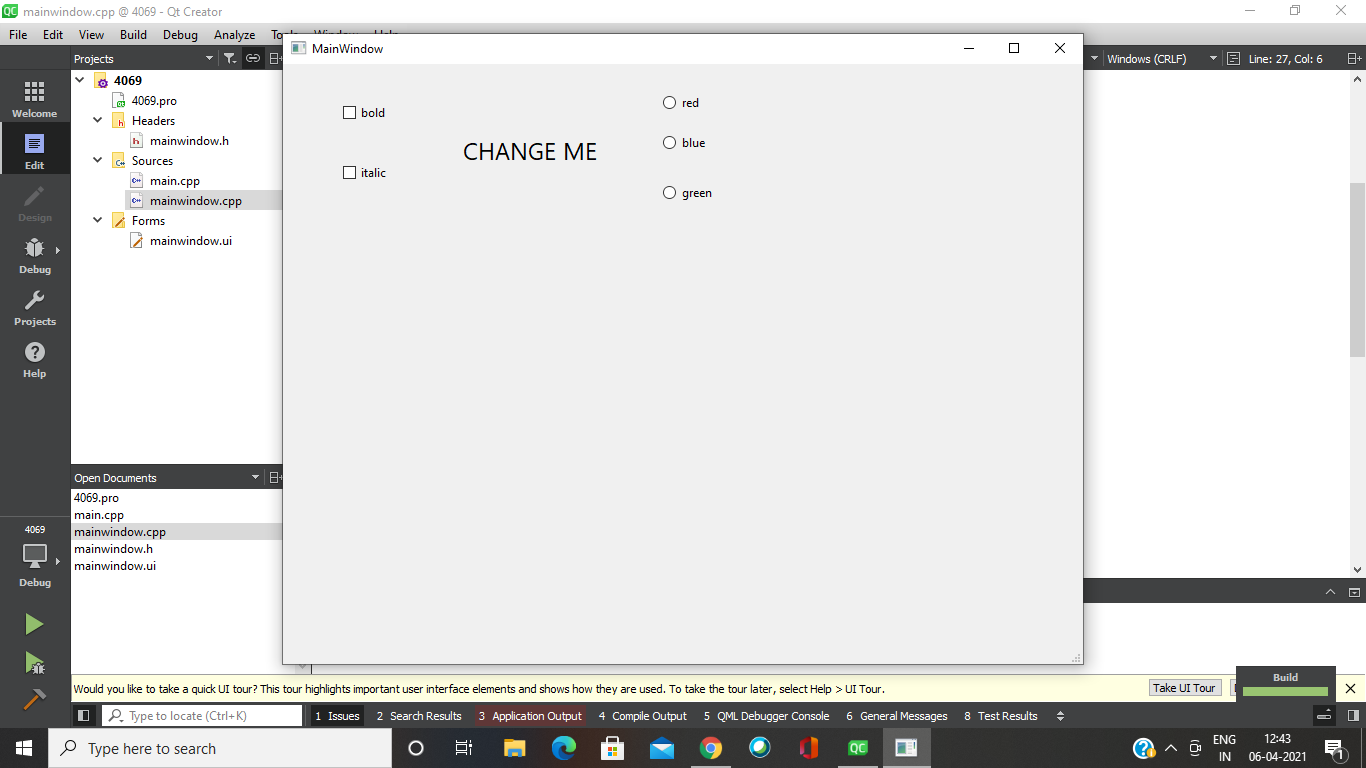 mainwindow.cpp @ 4069 - Qt Creator
File Edit View Build Debug Analyze
Projects
Windows (CRLF)
Line: 27, Col: 6
MainWindow
bold
italic
CHANGE ME
red
blue
green
Welcome
Edit
Design
Debug
Projects
Help
4069
4069.pro
Headers
mainwindow.h
Sources
main.cpp
mainwindow.cpp
Forms
mainwindow.ui
Open Documents
4069.pro
main.cpp
mainwindow.cpp
mainwindow.h
mainwindow.ui
4069
Debug
Would you like to take a quick UI tour? This tour highlights important user interface elements and shows how they are used. To take the tour later, select Help > UI Tour.
Take UI Tour
Build
Type to locate (Ctrl+K)
1 Issues 2 Search Results 3 Application Output 4 Compile Output 5 QML Debugger Console 6 General Messages 8 Test Results
Type here to search
ENG
IN
12:43
06-04-2021
1